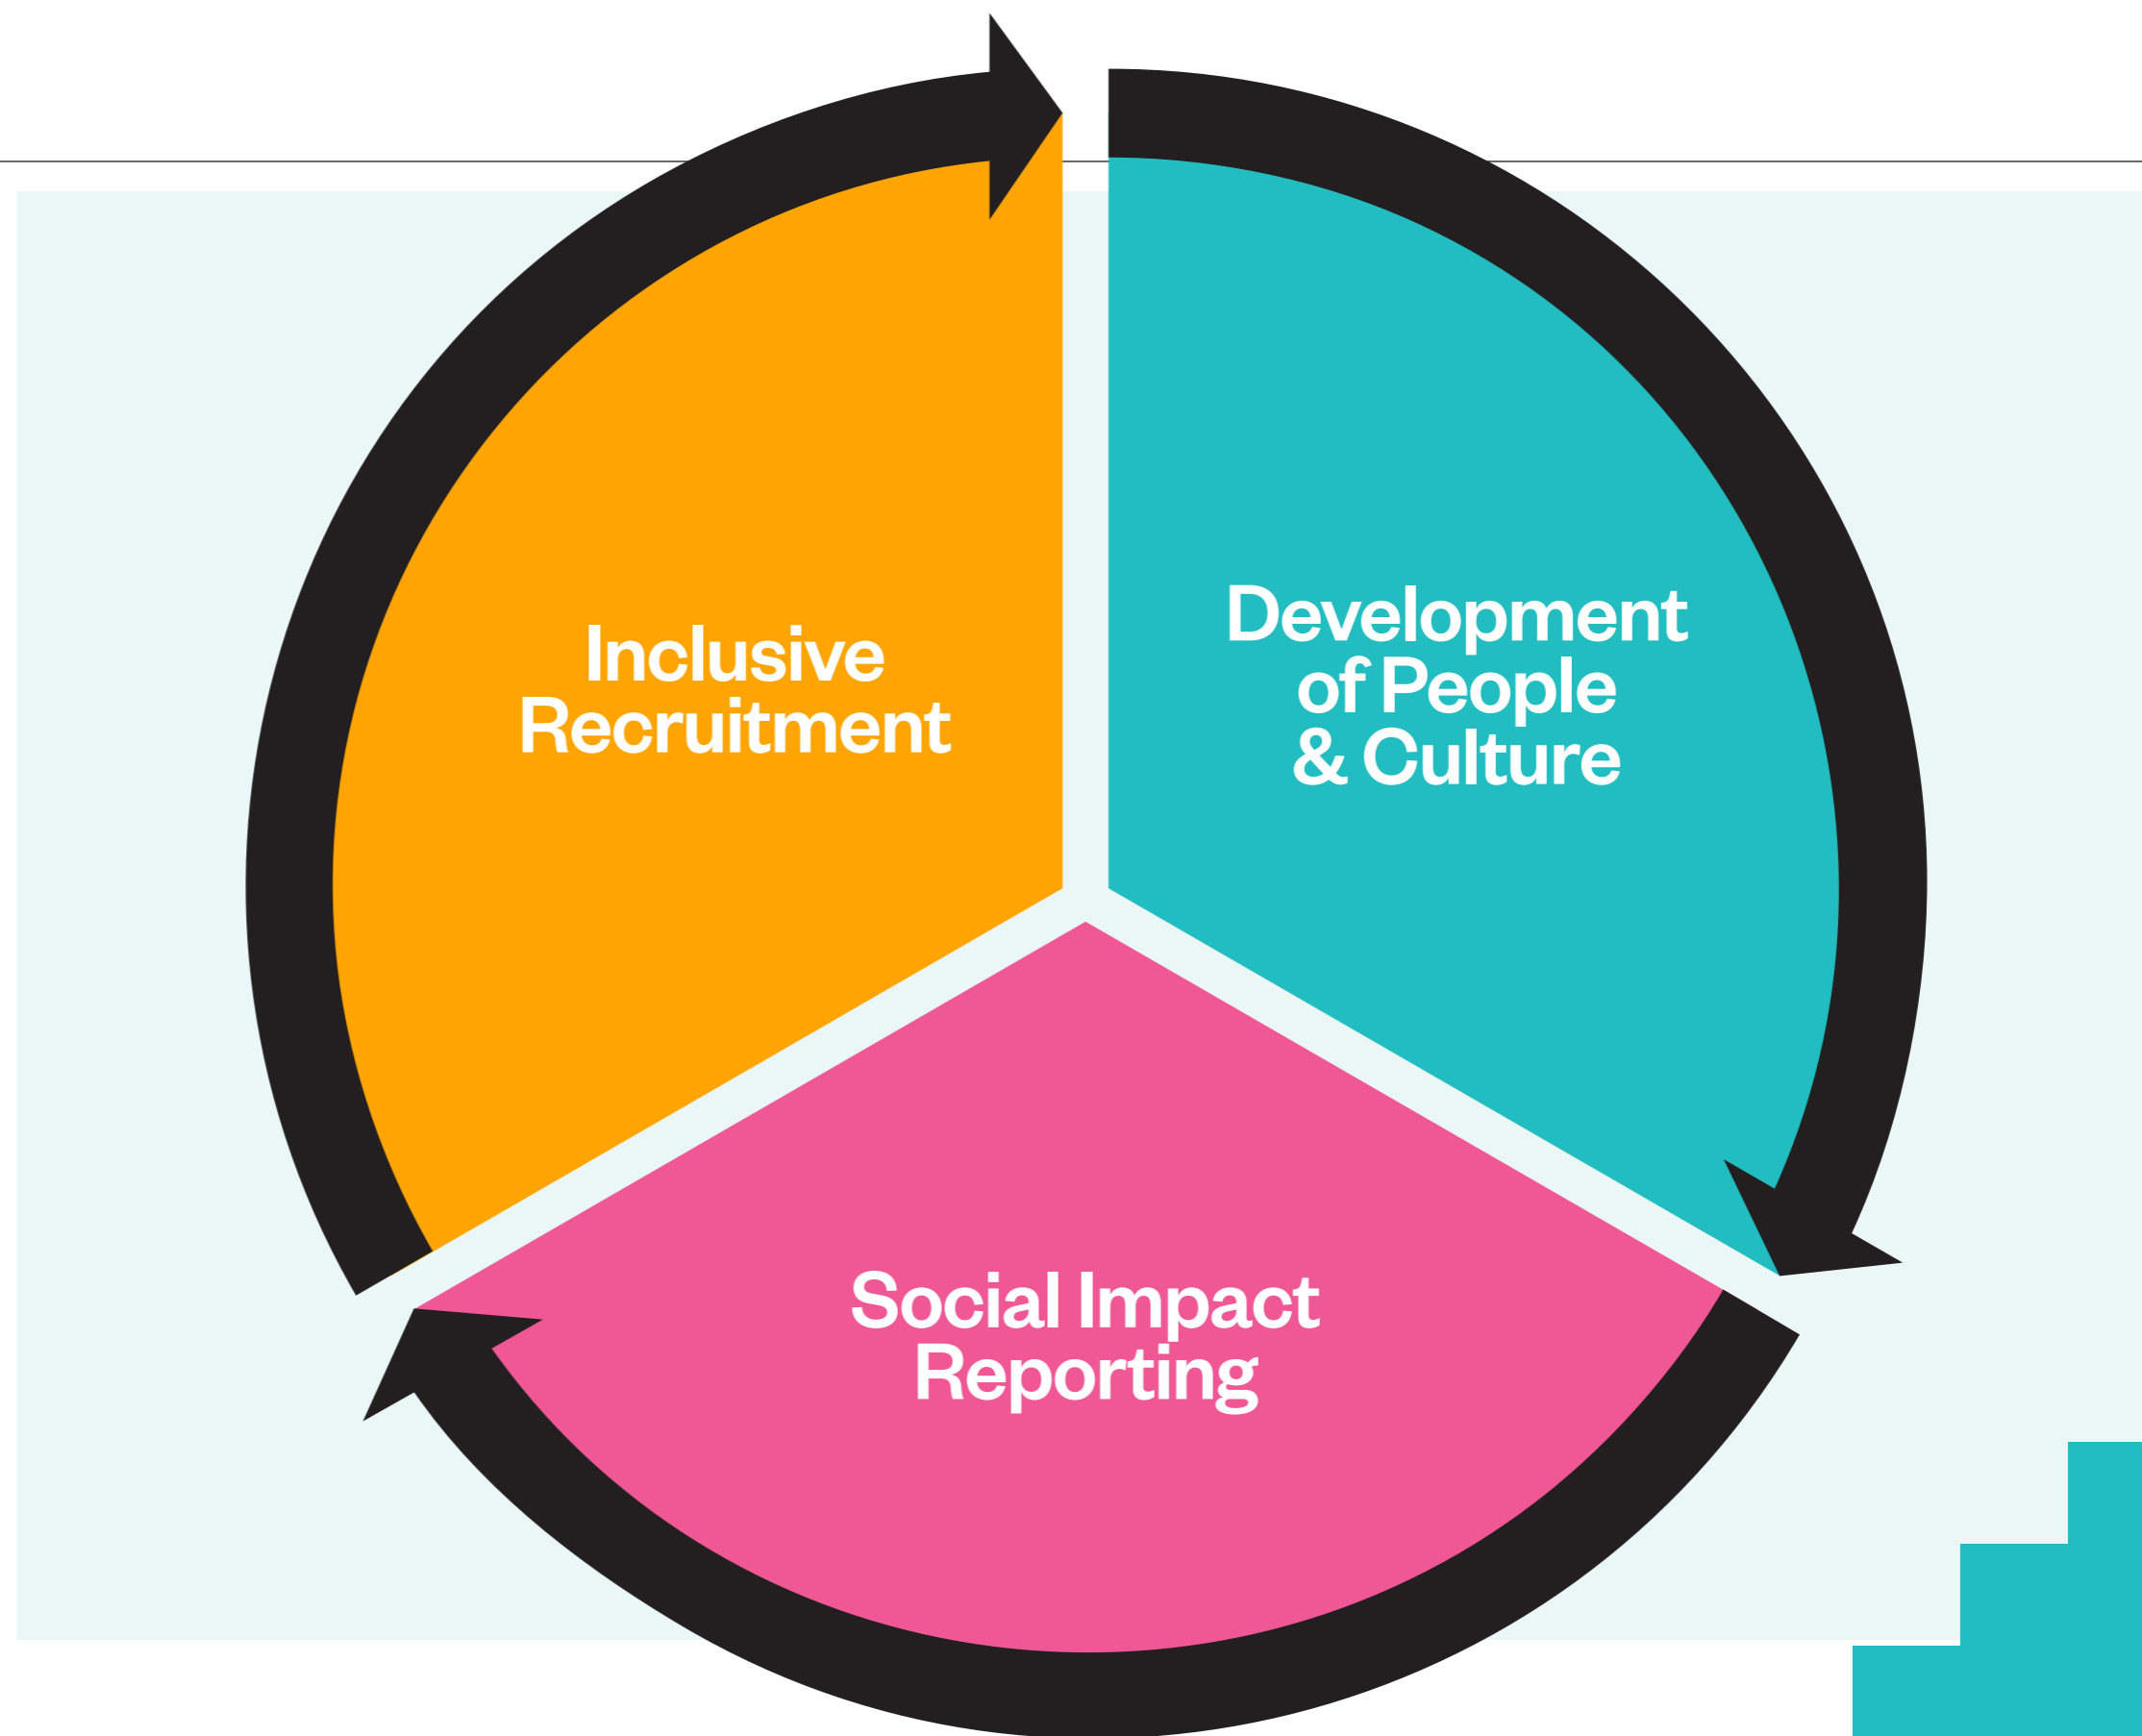 Inclusive
Recruitment
Development
of People
& Culture
Social Impact
Reporting